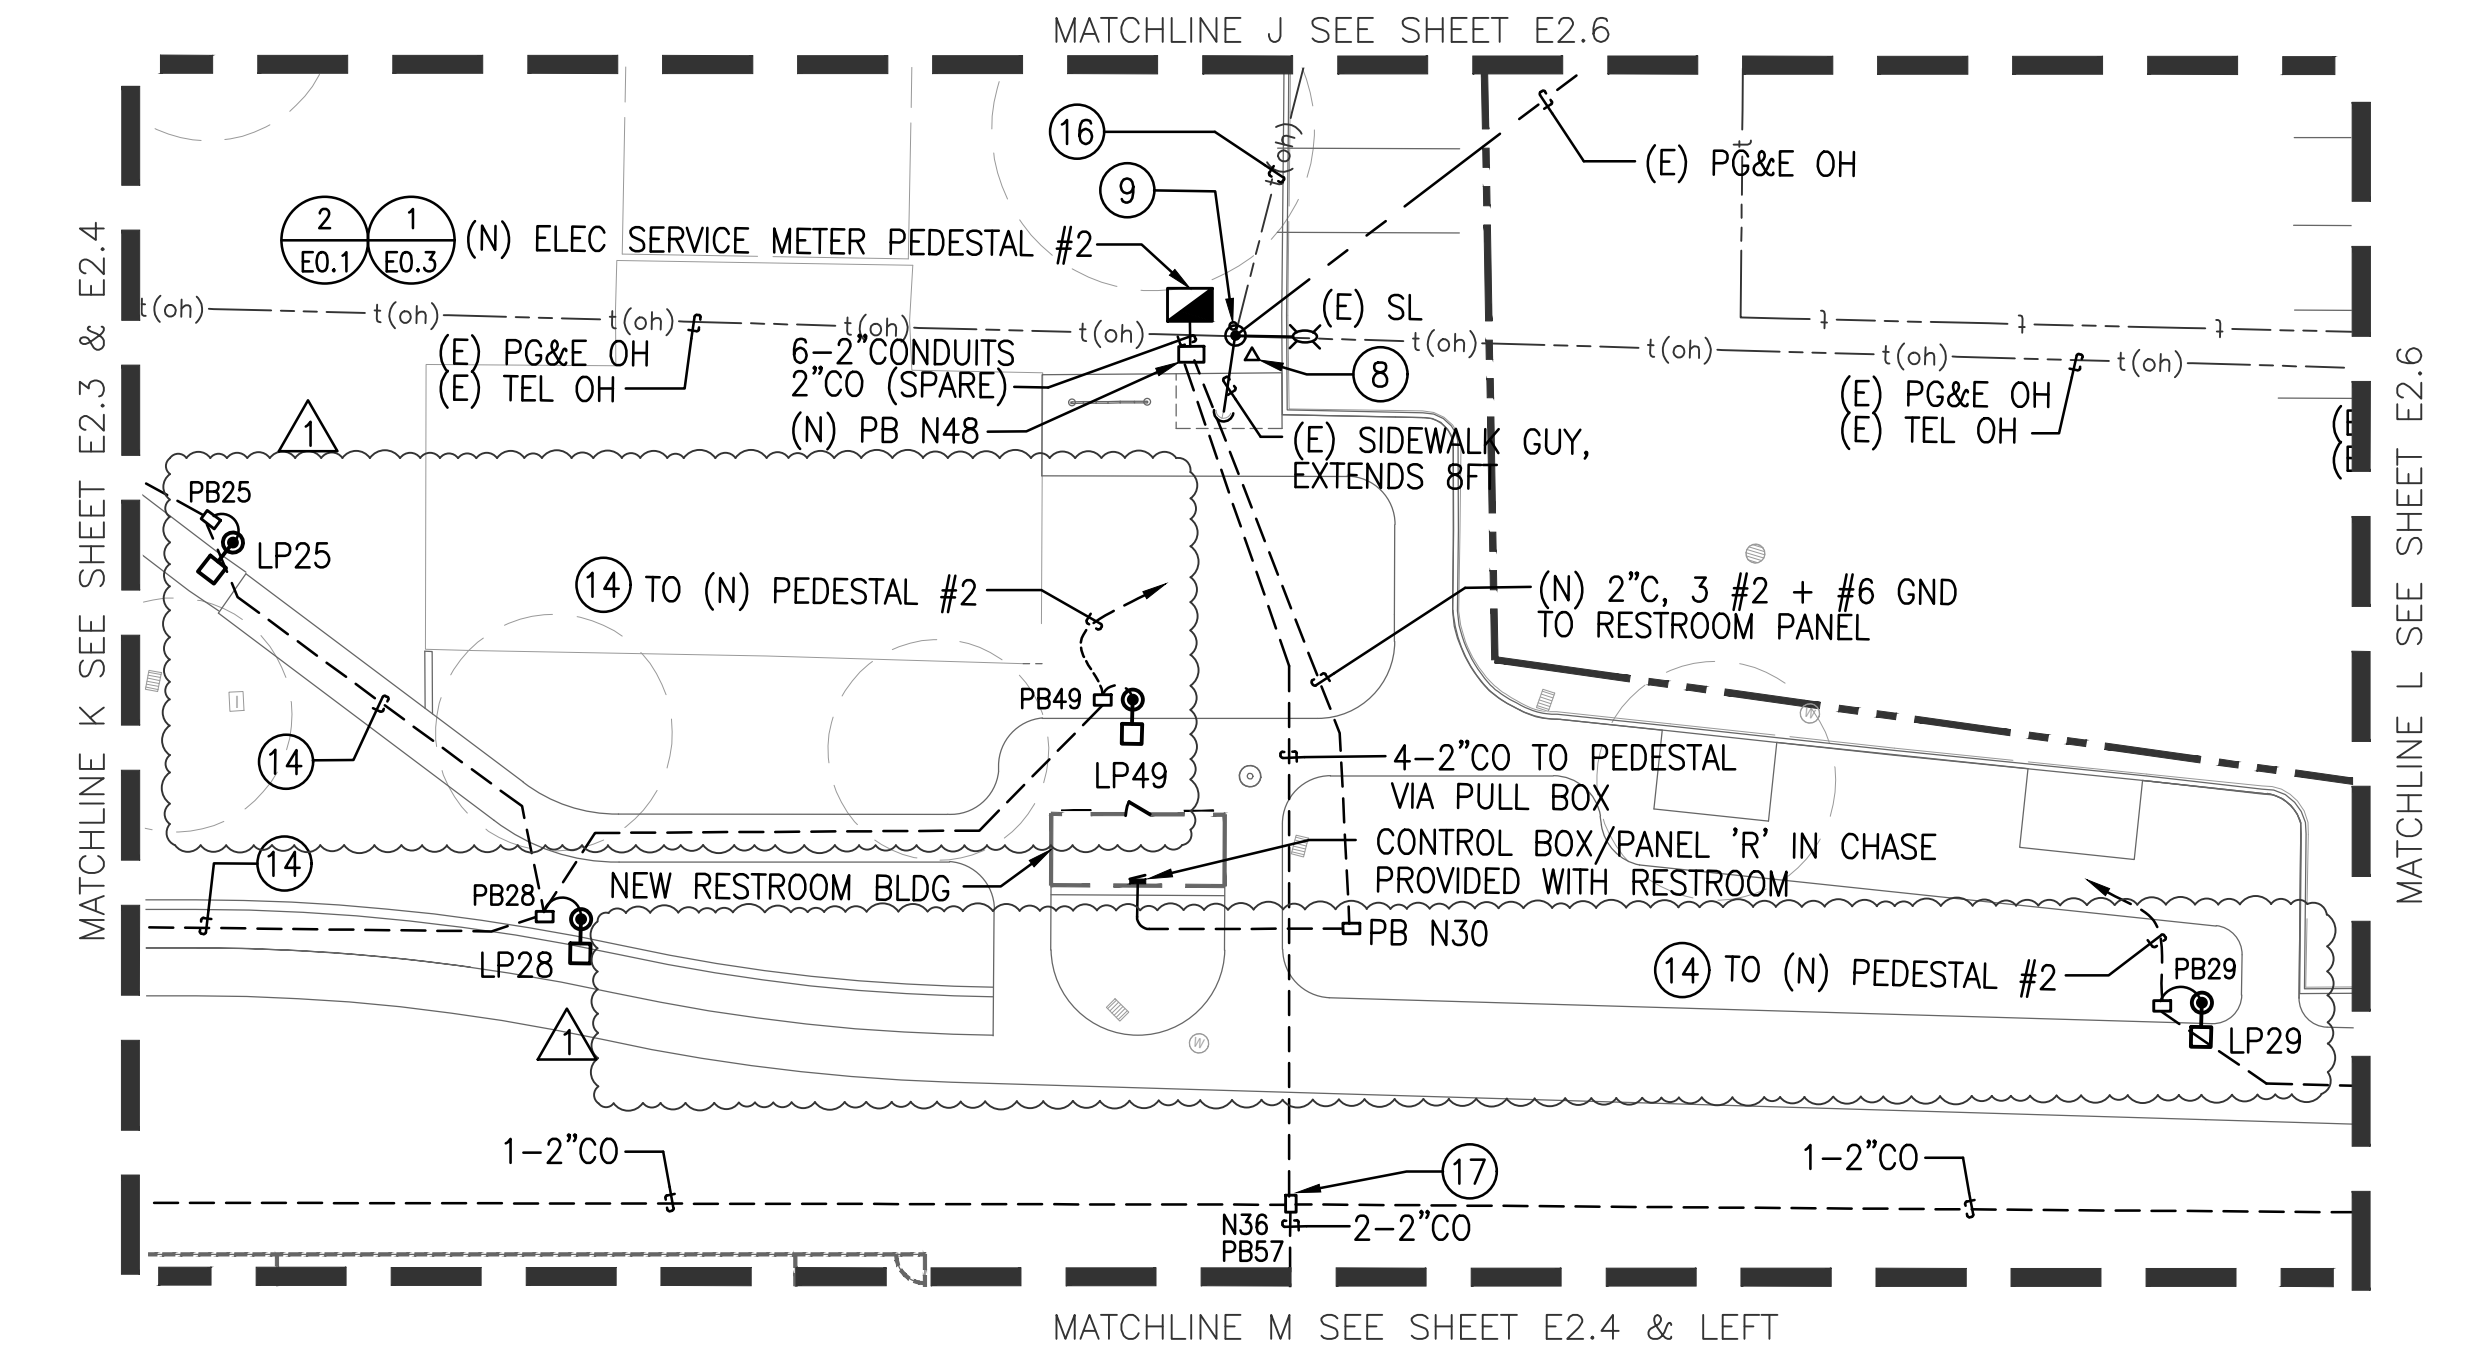 MATCHLINE J SEE SHEET E2.6
16
9
(E) PG&E OH
t(oh)
t
2
E0.1
1
E0.3
(N) ELEC SERVICE METER PEDESTAL #2
(E) SL
t(oh)
t(oh)
t(oh)
t(oh)
t(oh)
t(oh)
t(oh)
t(oh)
t(oh)
t
t
t
(E) PG&E OH
(E) TEL OH
6-2"CONDUITS
2"CO (SPARE)
(N) PB N48
8
(E) PG&E OH
(E) TEL OH
(E) SIDEWALK GUY,
EXTENDS 8FT
1
PB25
LP25
14 TO (N) PEDESTAL #2
(N) 2"C, 3 #2 + #6 GND
TO RESTROOM PANEL
PB49
LP49
14
W
4-2"CO TO PEDESTAL
VIA PULL BOX
CONTROL BOX/PANEL 'R' IN CHASE
PROVIDED WITH RESTROOM
14
PB28
NEW RESTROOM BLDG
LP28
PB N30
14 TO (N) PEDESTAL #2
PB29
LP29
1
W
1-2"CO
17
1-2"CO
N36
PB57
2-2"CO
MATCHLINE K SEE SHEET E2.3 & E2.4
MATCHLINE L SEE SHEET E2.6
MATCHLINE M SEE SHEET E2.4 & LEFT